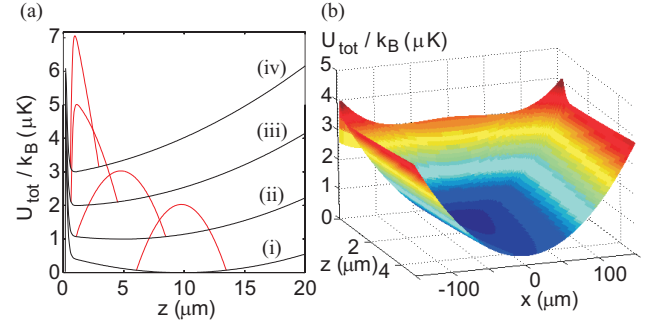 (a)
(b)
U_tot / k_B (μK)
7
6
5
4
3
2
1
0
(iv)
(iii)
(ii)
(i)
0
5
10
15
20
z (μm)
U_tot / k_B (μK)
5
4
3
2
1
0
2
4
z (μm)
-100
0
100
x (μm)